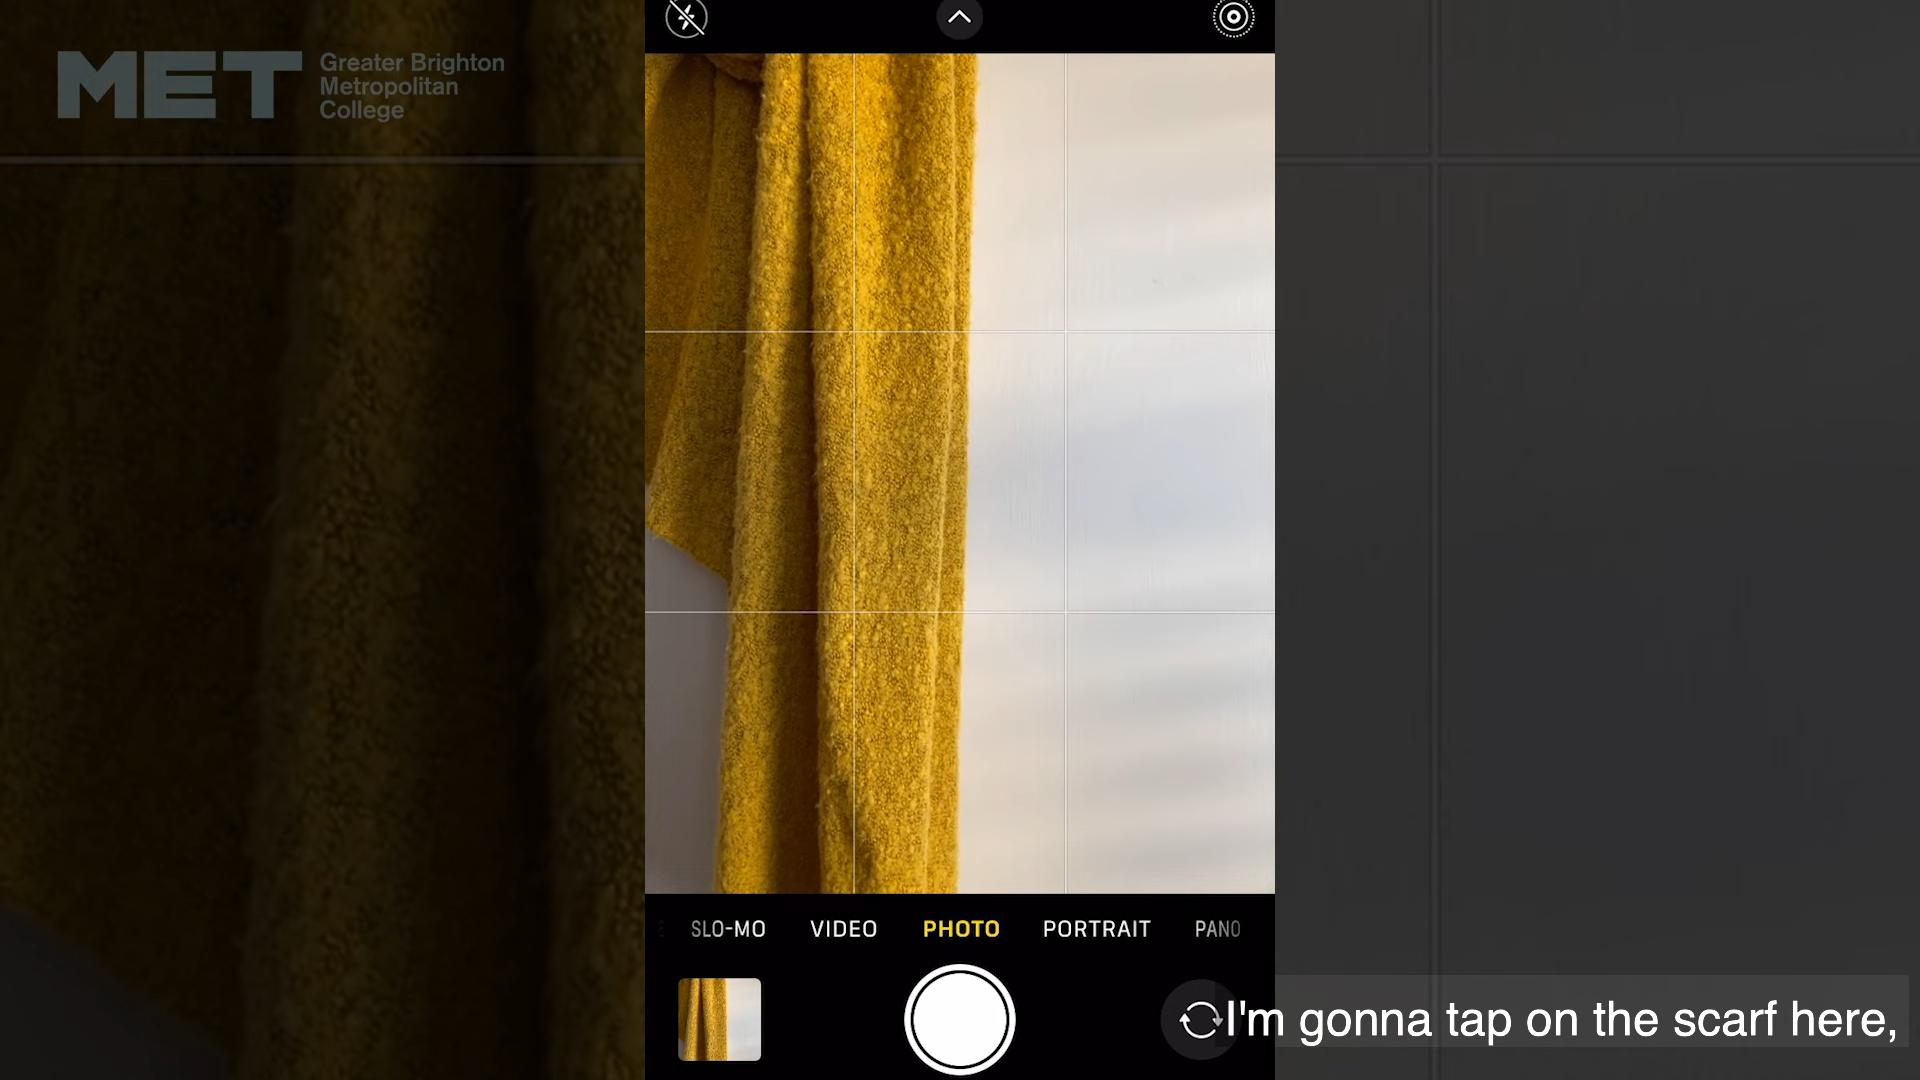 MET
Greater Brighton
Metropolitan
College
SLO-MO VIDEO PHOTO PORTRAIT PANO
I'm gonna tap on the scarf here,